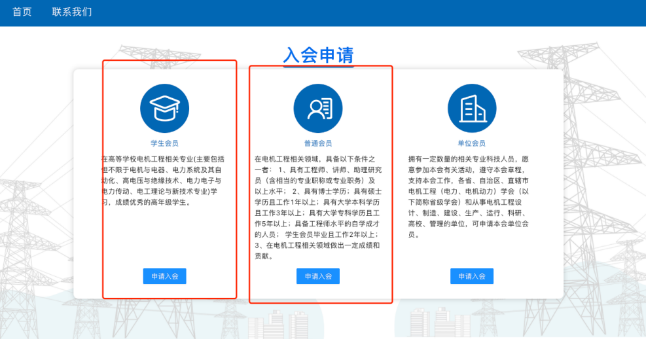 首页 联系我们
入会申请
学生会员
在高等学校电机工程相关专业(主要包括
但不限于电机与电器、电力系统及其自
动化、高电压与绝缘技术、电力电子与
电力传动、电工理论与新技术专业)学
习，成绩优秀的高年级学生。
申请入会
普通会员
在电机工程相关领域，具备以下条件之
一者： 1、具有工程师、讲师、助理研究
员（含相当的专业职称或专业职务）及
以上水平； 2、具有博士学历；具有硕士
学历且工作1年以上；具有大学本科学历
且工作3年以上；具有大学专科学历且工
作5年以上；具备工程师水平的自学成才
的人员； 学生会员毕业且工作2年以上；
3、在电机工程相关领域做出一定成绩和
贡献。
申请入会
单位会员
拥有一定数量的相关专业科技人员，愿
意参加本会有关活动，遵守本会章程，
支持本会工作，各省、自治区、直辖市
电机工程（电力、电机动力）学会（以
下简称省级学会）和从事电机工程设
计、制造、建设、生产、运行、科研、
高校、管理的单位，可申请本会单位会
员。
申请入会